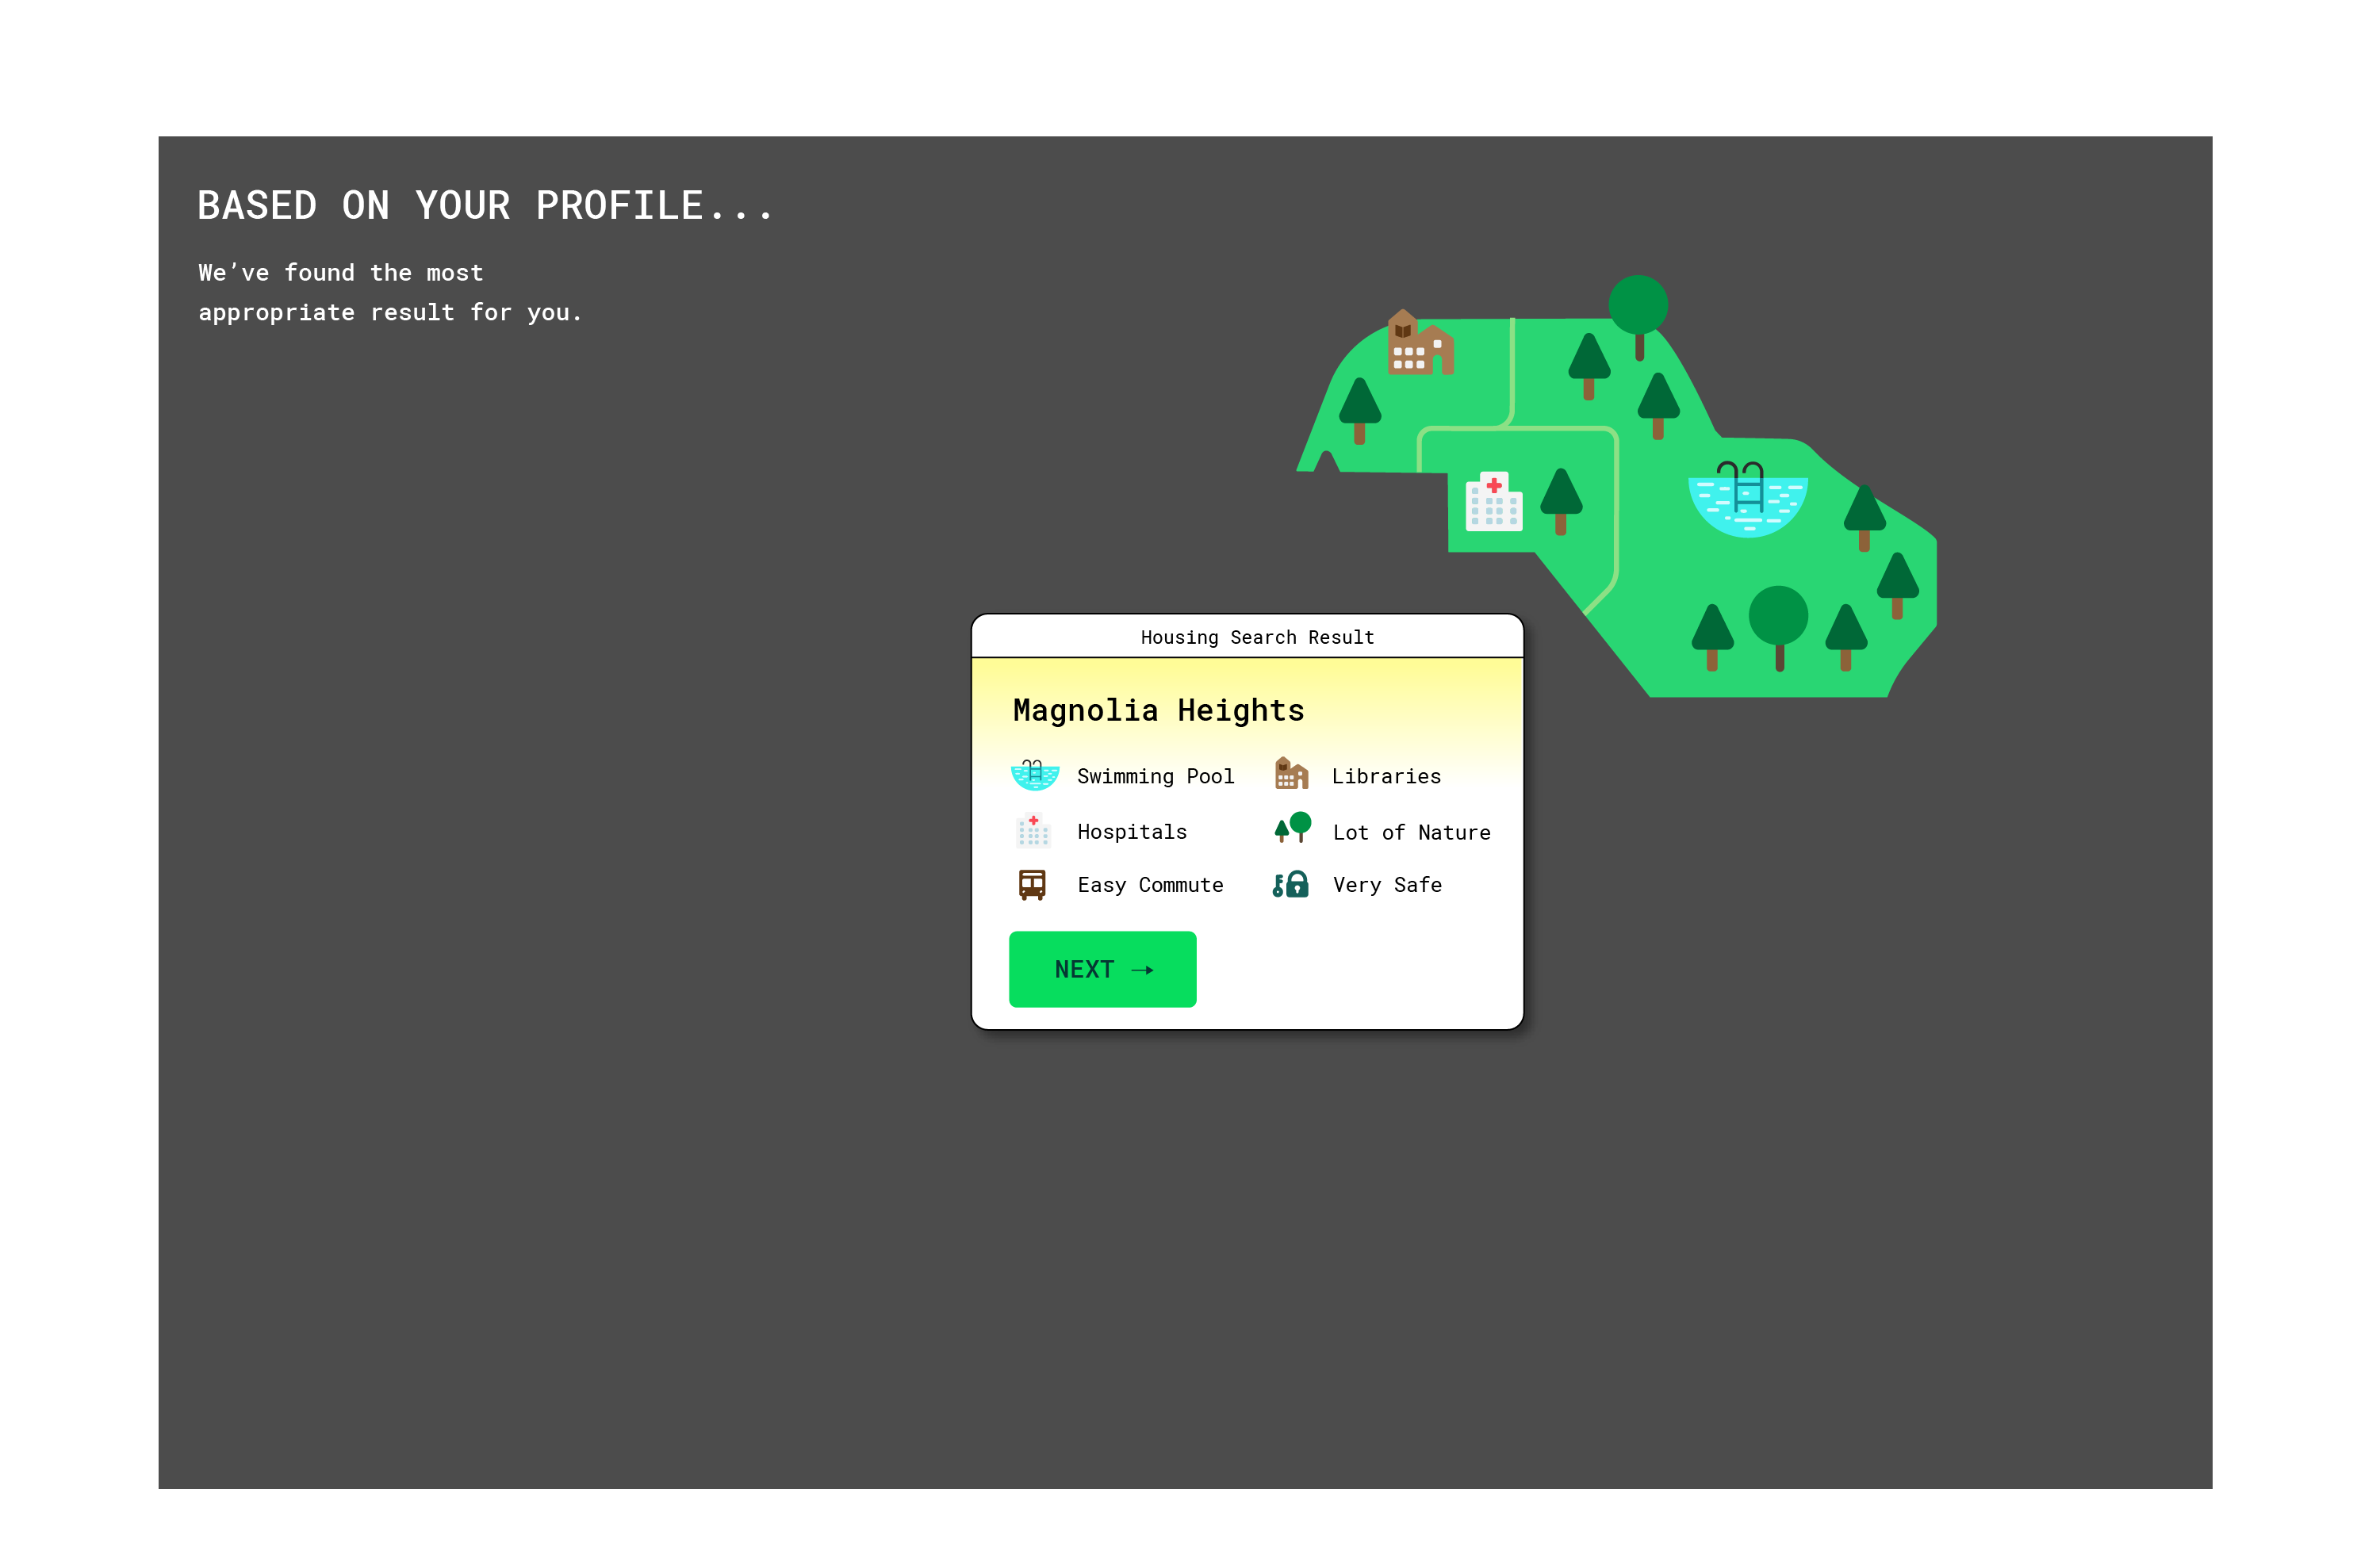 BASED ON YOUR PROFILE...
We’ve found the most
appropriate result for you.
Housing Search Result
Magnolia Heights
Swimming Pool
Libraries
Hospitals
Lot of Nature
Easy Commute
Very Safe
NEXT →